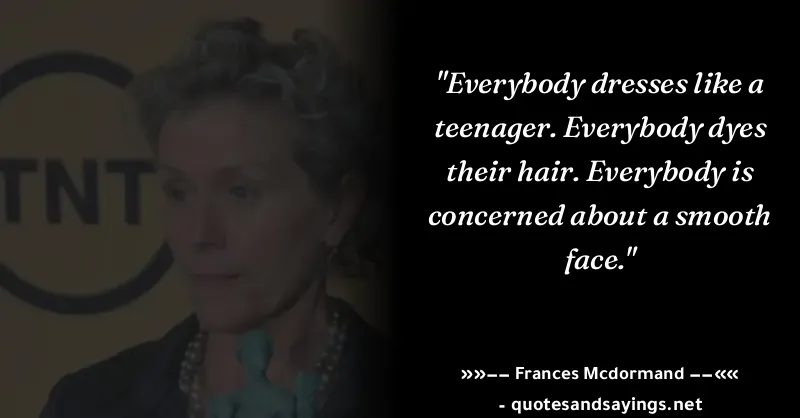 TNT
"Everybody dresses like a
teenager. Everybody dyes
their hair. Everybody is
concerned about a smooth
face."
»»−− Frances Mcdormand −−««
- quotesandsayings.net